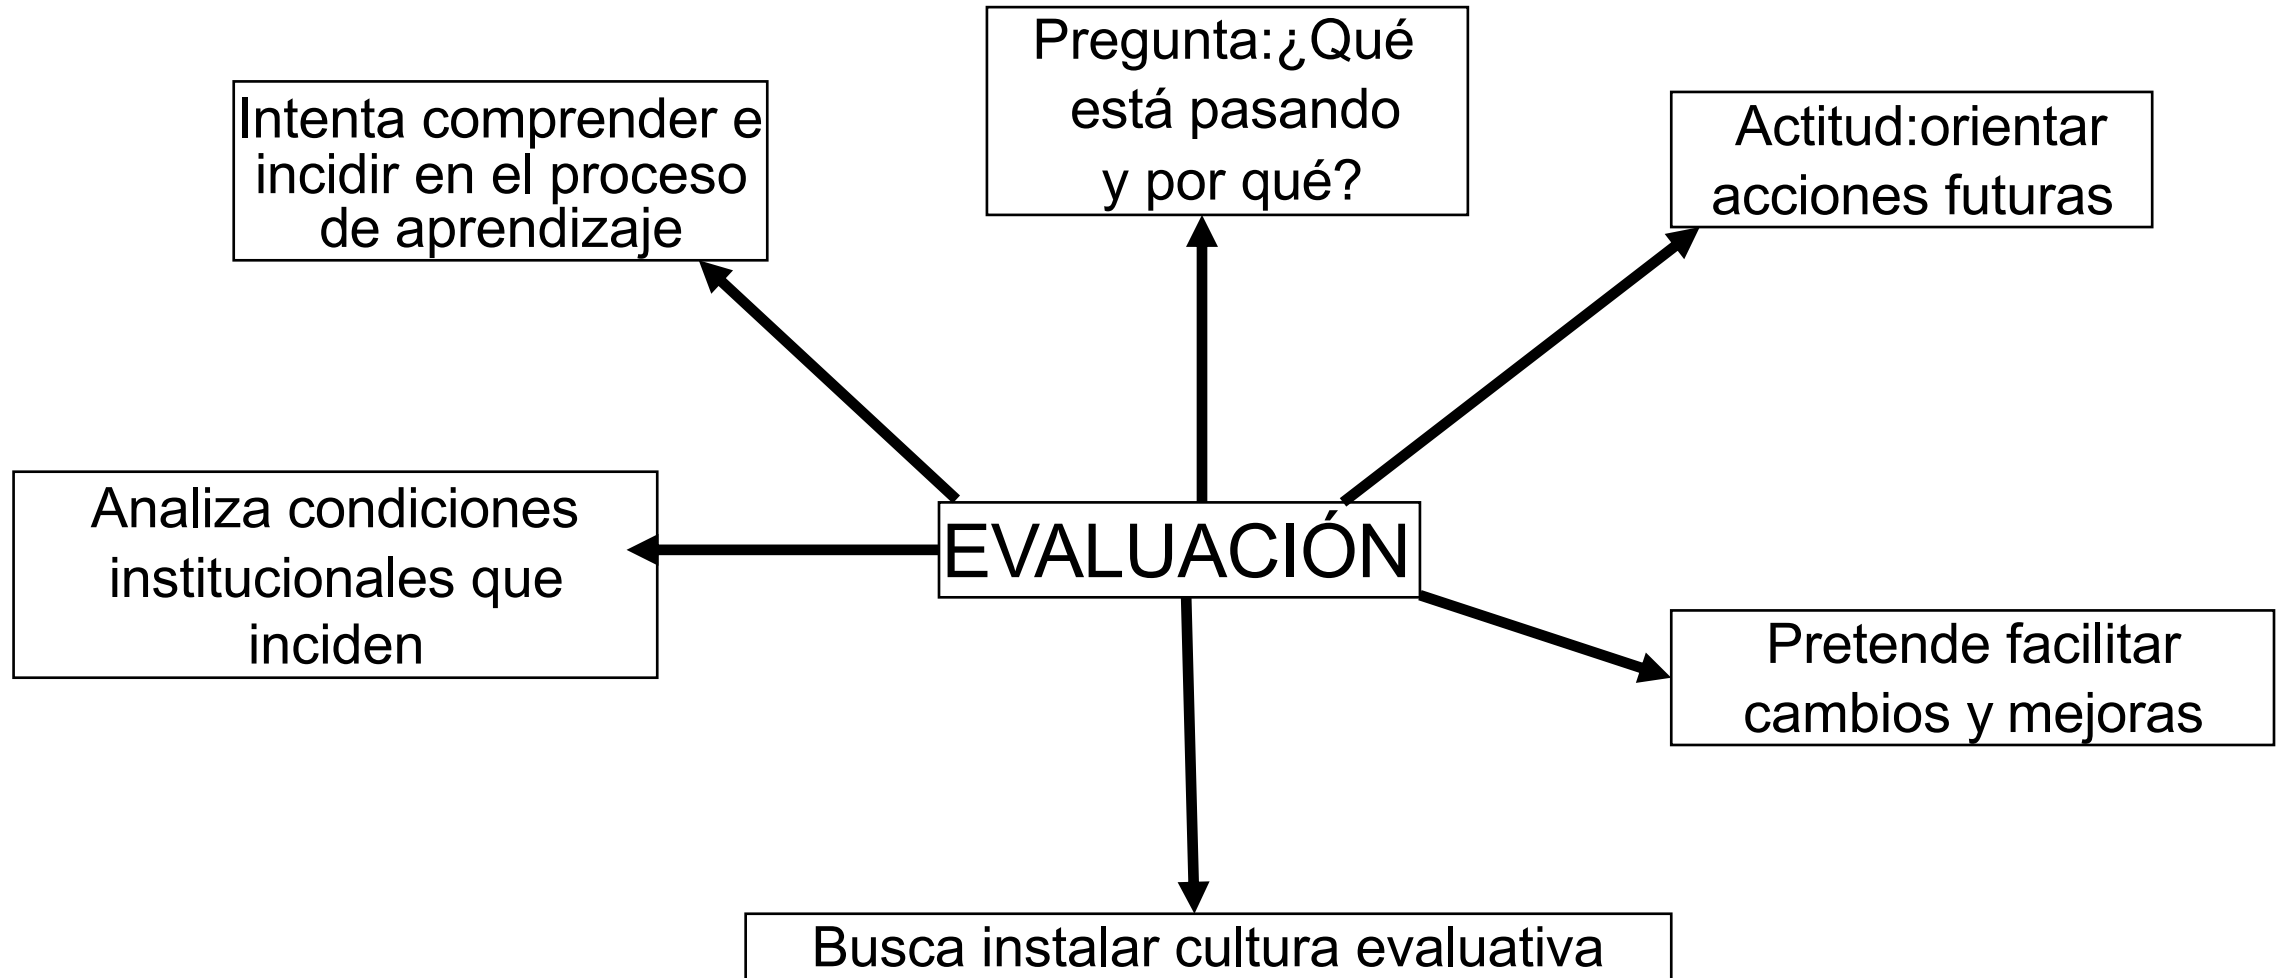 Pregunta:¿Qué
está pasando
y por qué?
Intenta comprender e
incidir en el proceso
de aprendizaje
Actitud:orientar
acciones futuras
Analiza condiciones
institucionales que
inciden
EVALUACIÓN
Pretende facilitar
cambios y mejoras
Busca instalar cultura evaluativa